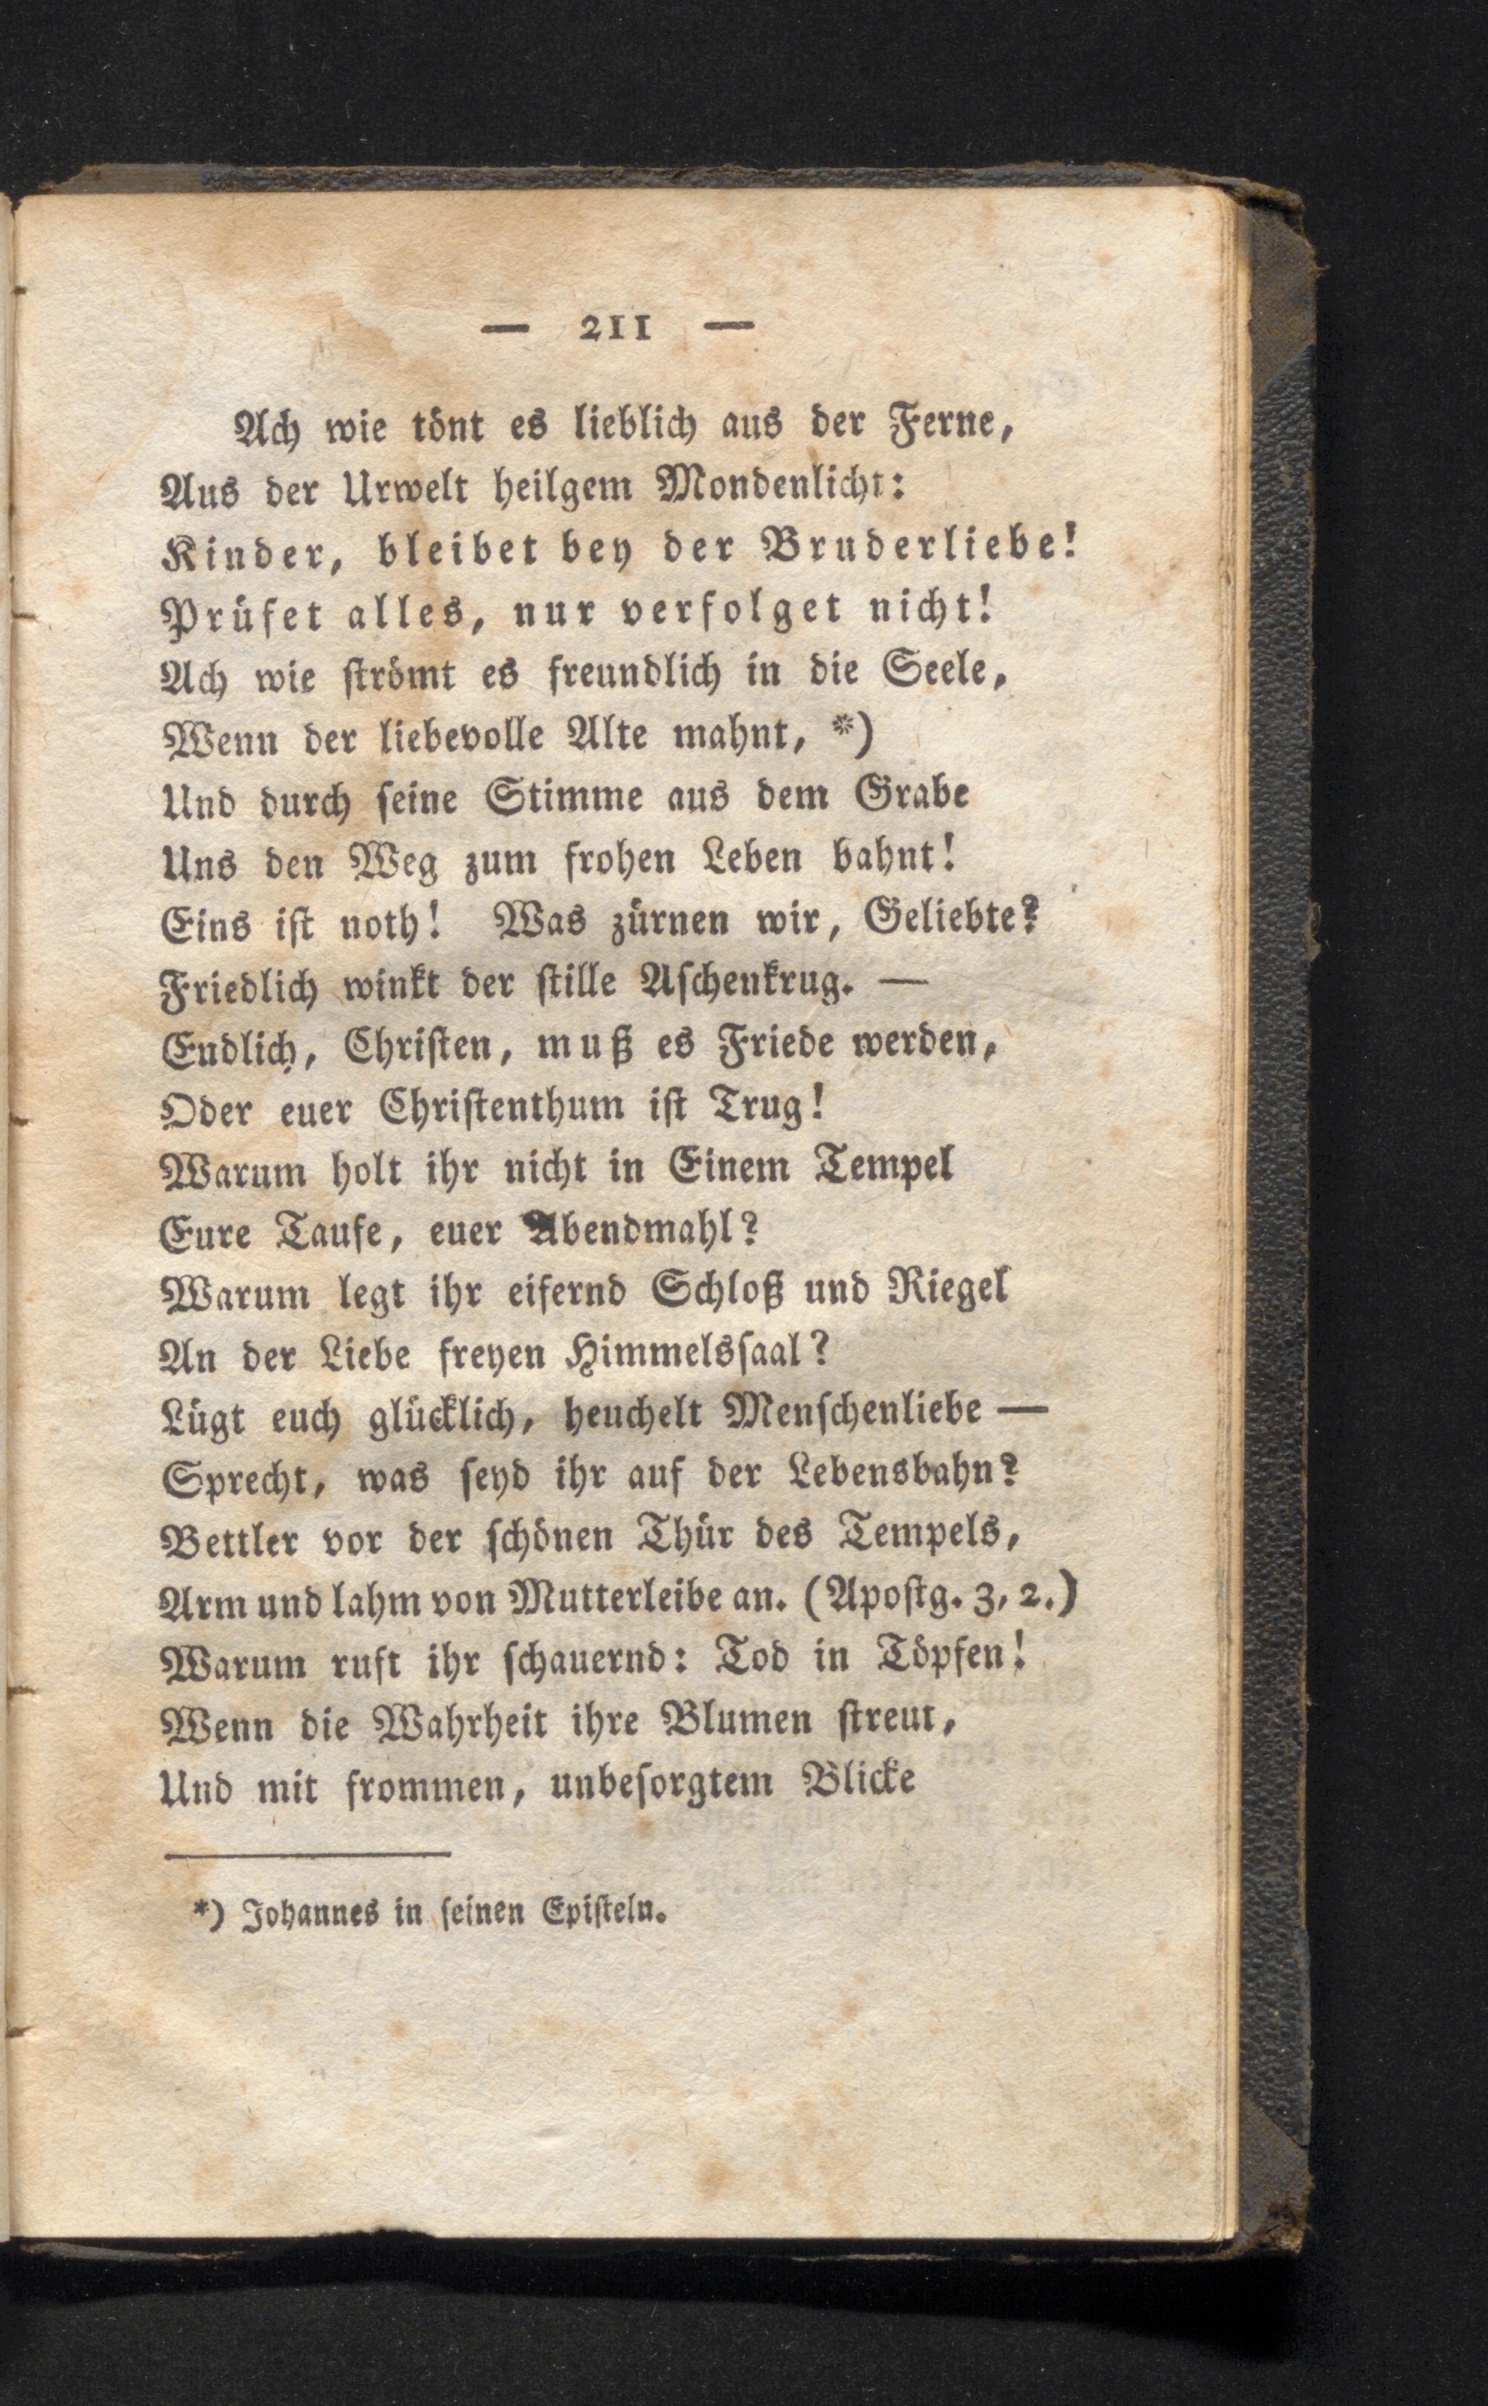 — 211 —
Ach wie tönt es lieblich aus der Ferne,
Aus der Urwelt heilgem Mondenlicht:
Kinder, bleibet bey der Bruderliebe!
Prüfet alles, nur verfolget nicht!
Ach wie ſtrömt es freundlich in die Seele,
Wenn der liebevolle Alte mahnt, *)
Und durch ſeine Stimme aus dem Grabe
Uns den Weg zum frohen Leben bahnt!
Eins iſt noth! Was zürnen wir, Geliebte?
Friedlich winkt der ſtille Aſchenkrug. —
Endlich, Chriſten, muß es Friede werden,
Oder euer Chriſtenthum iſt Trug!
Warum holt ihr nicht in Einem Tempel
Eure Taufe, euer Abendmahl?
Warum legt ihr eifernd Schloß und Riegel
An der Liebe freyen Himmelsſaal?
Lügt euch glücklich, heuchelt Menſchenliebe —
Sprecht, was ſeyd ihr auf der Lebensbahn?
Bettler vor der ſchönen Thür des Tempels,
Arm und lahm von Mutterleibe an. (Apoſtg. 3, 2.)
Warum ruft ihr ſchauernd: Tod in Töpfen!
Wenn die Wahrheit ihre Blumen ſtreut,
Und mit frommen, unbeſorgtem Blicke
*) Johannes in ſeinen Epiſteln.